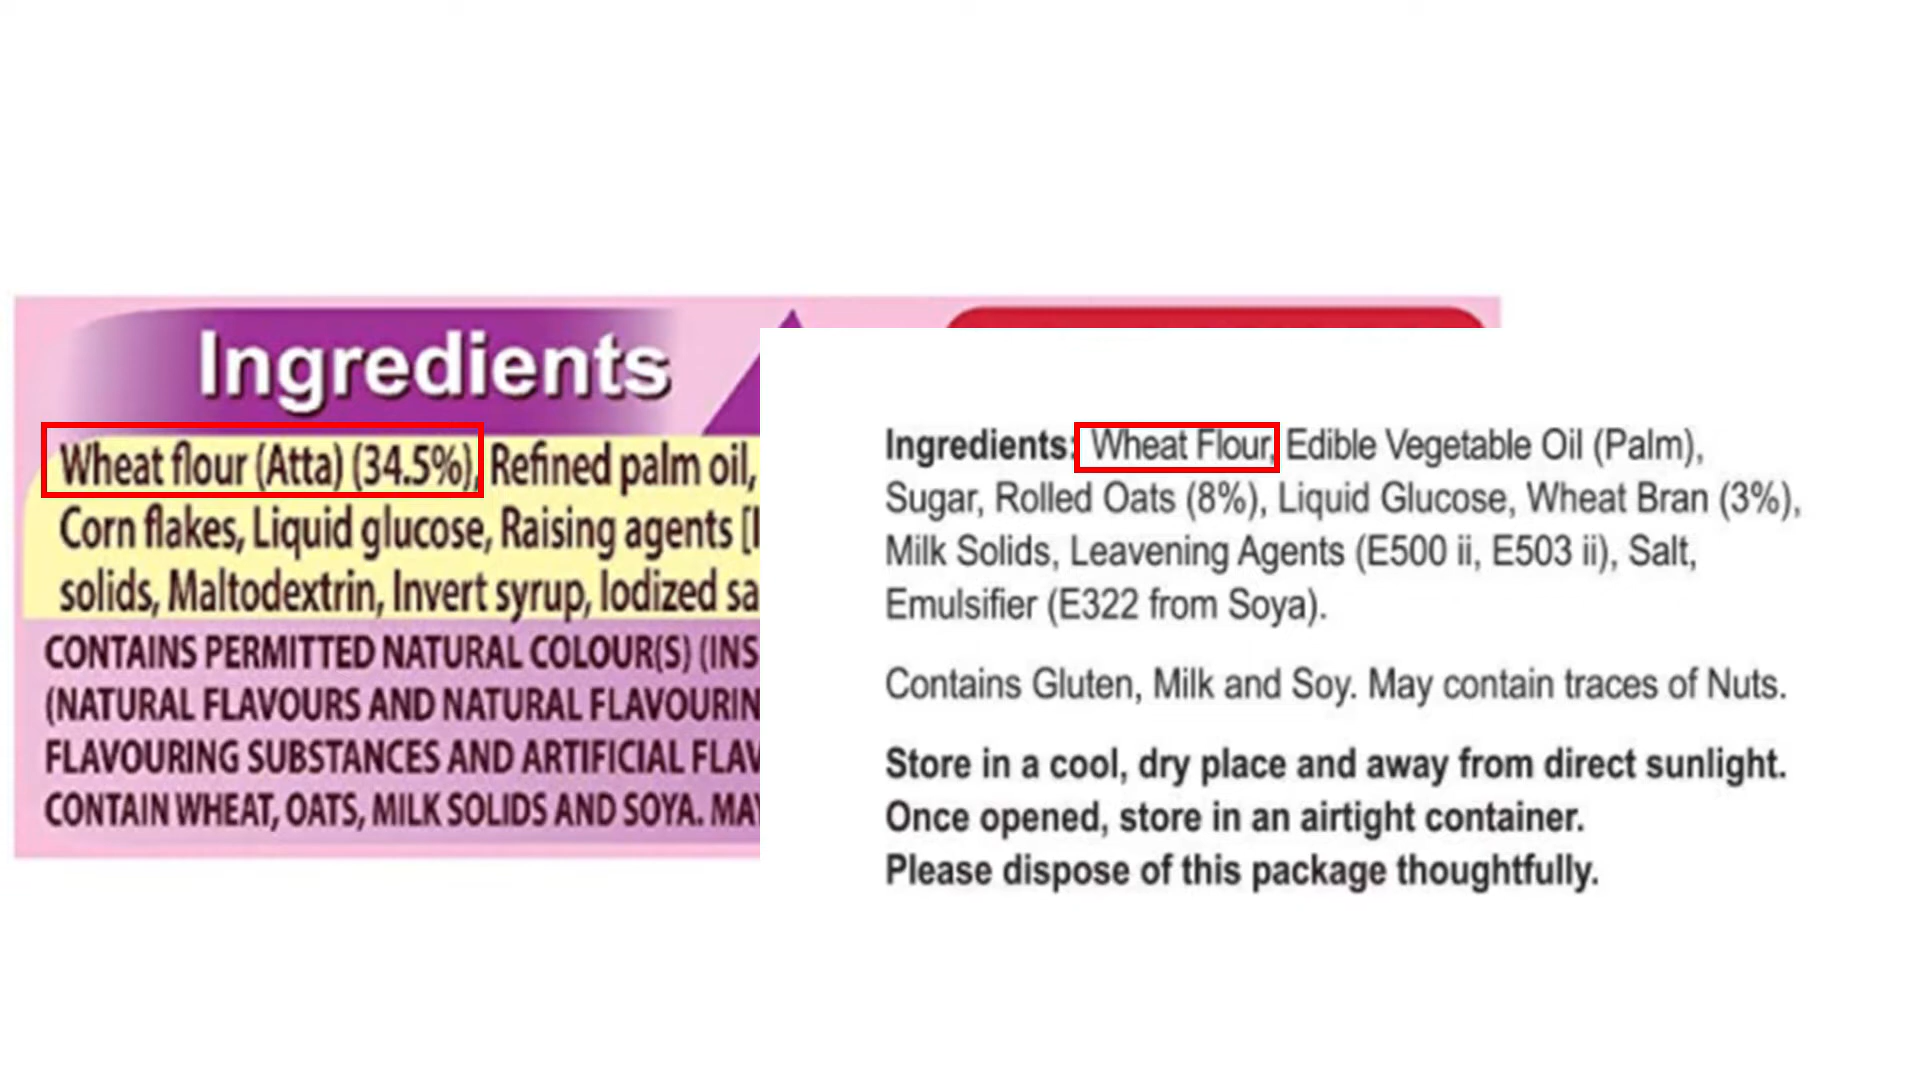 Ingredients
Wheat flour (Atta) (34.5%), Refined palm oil,
Corn flakes, Liquid glucose, Raising agents [
solids, Maltodextrin, Invert syrup, Iodized
CONTAINS PERMITTED NATURAL COLOUR(S) (INS
(NATURAL FLAVOURS AND NATURAL
FLAVOURING SUBSTANCES AND ARTIFICIAL
CONTAIN WHEAT, OATS, MILK SOLIDS AND SOYA.
Ingredients: Wheat Flour, Edible Vegetable Oil (Palm),
Sugar, Rolled Oats (8%), Liquid Glucose, Wheat Bran (3%),
Milk Solids, Leavening Agents (E500 ii, E503 ii), Salt,
Emulsifier (E322 from Soya).
Contains Gluten, Milk and Soy. May contain traces of Nuts.
Store in a cool, dry place and away from direct sunlight.
Once opened, store in an airtight container.
Please dispose of this package thoughtfully.